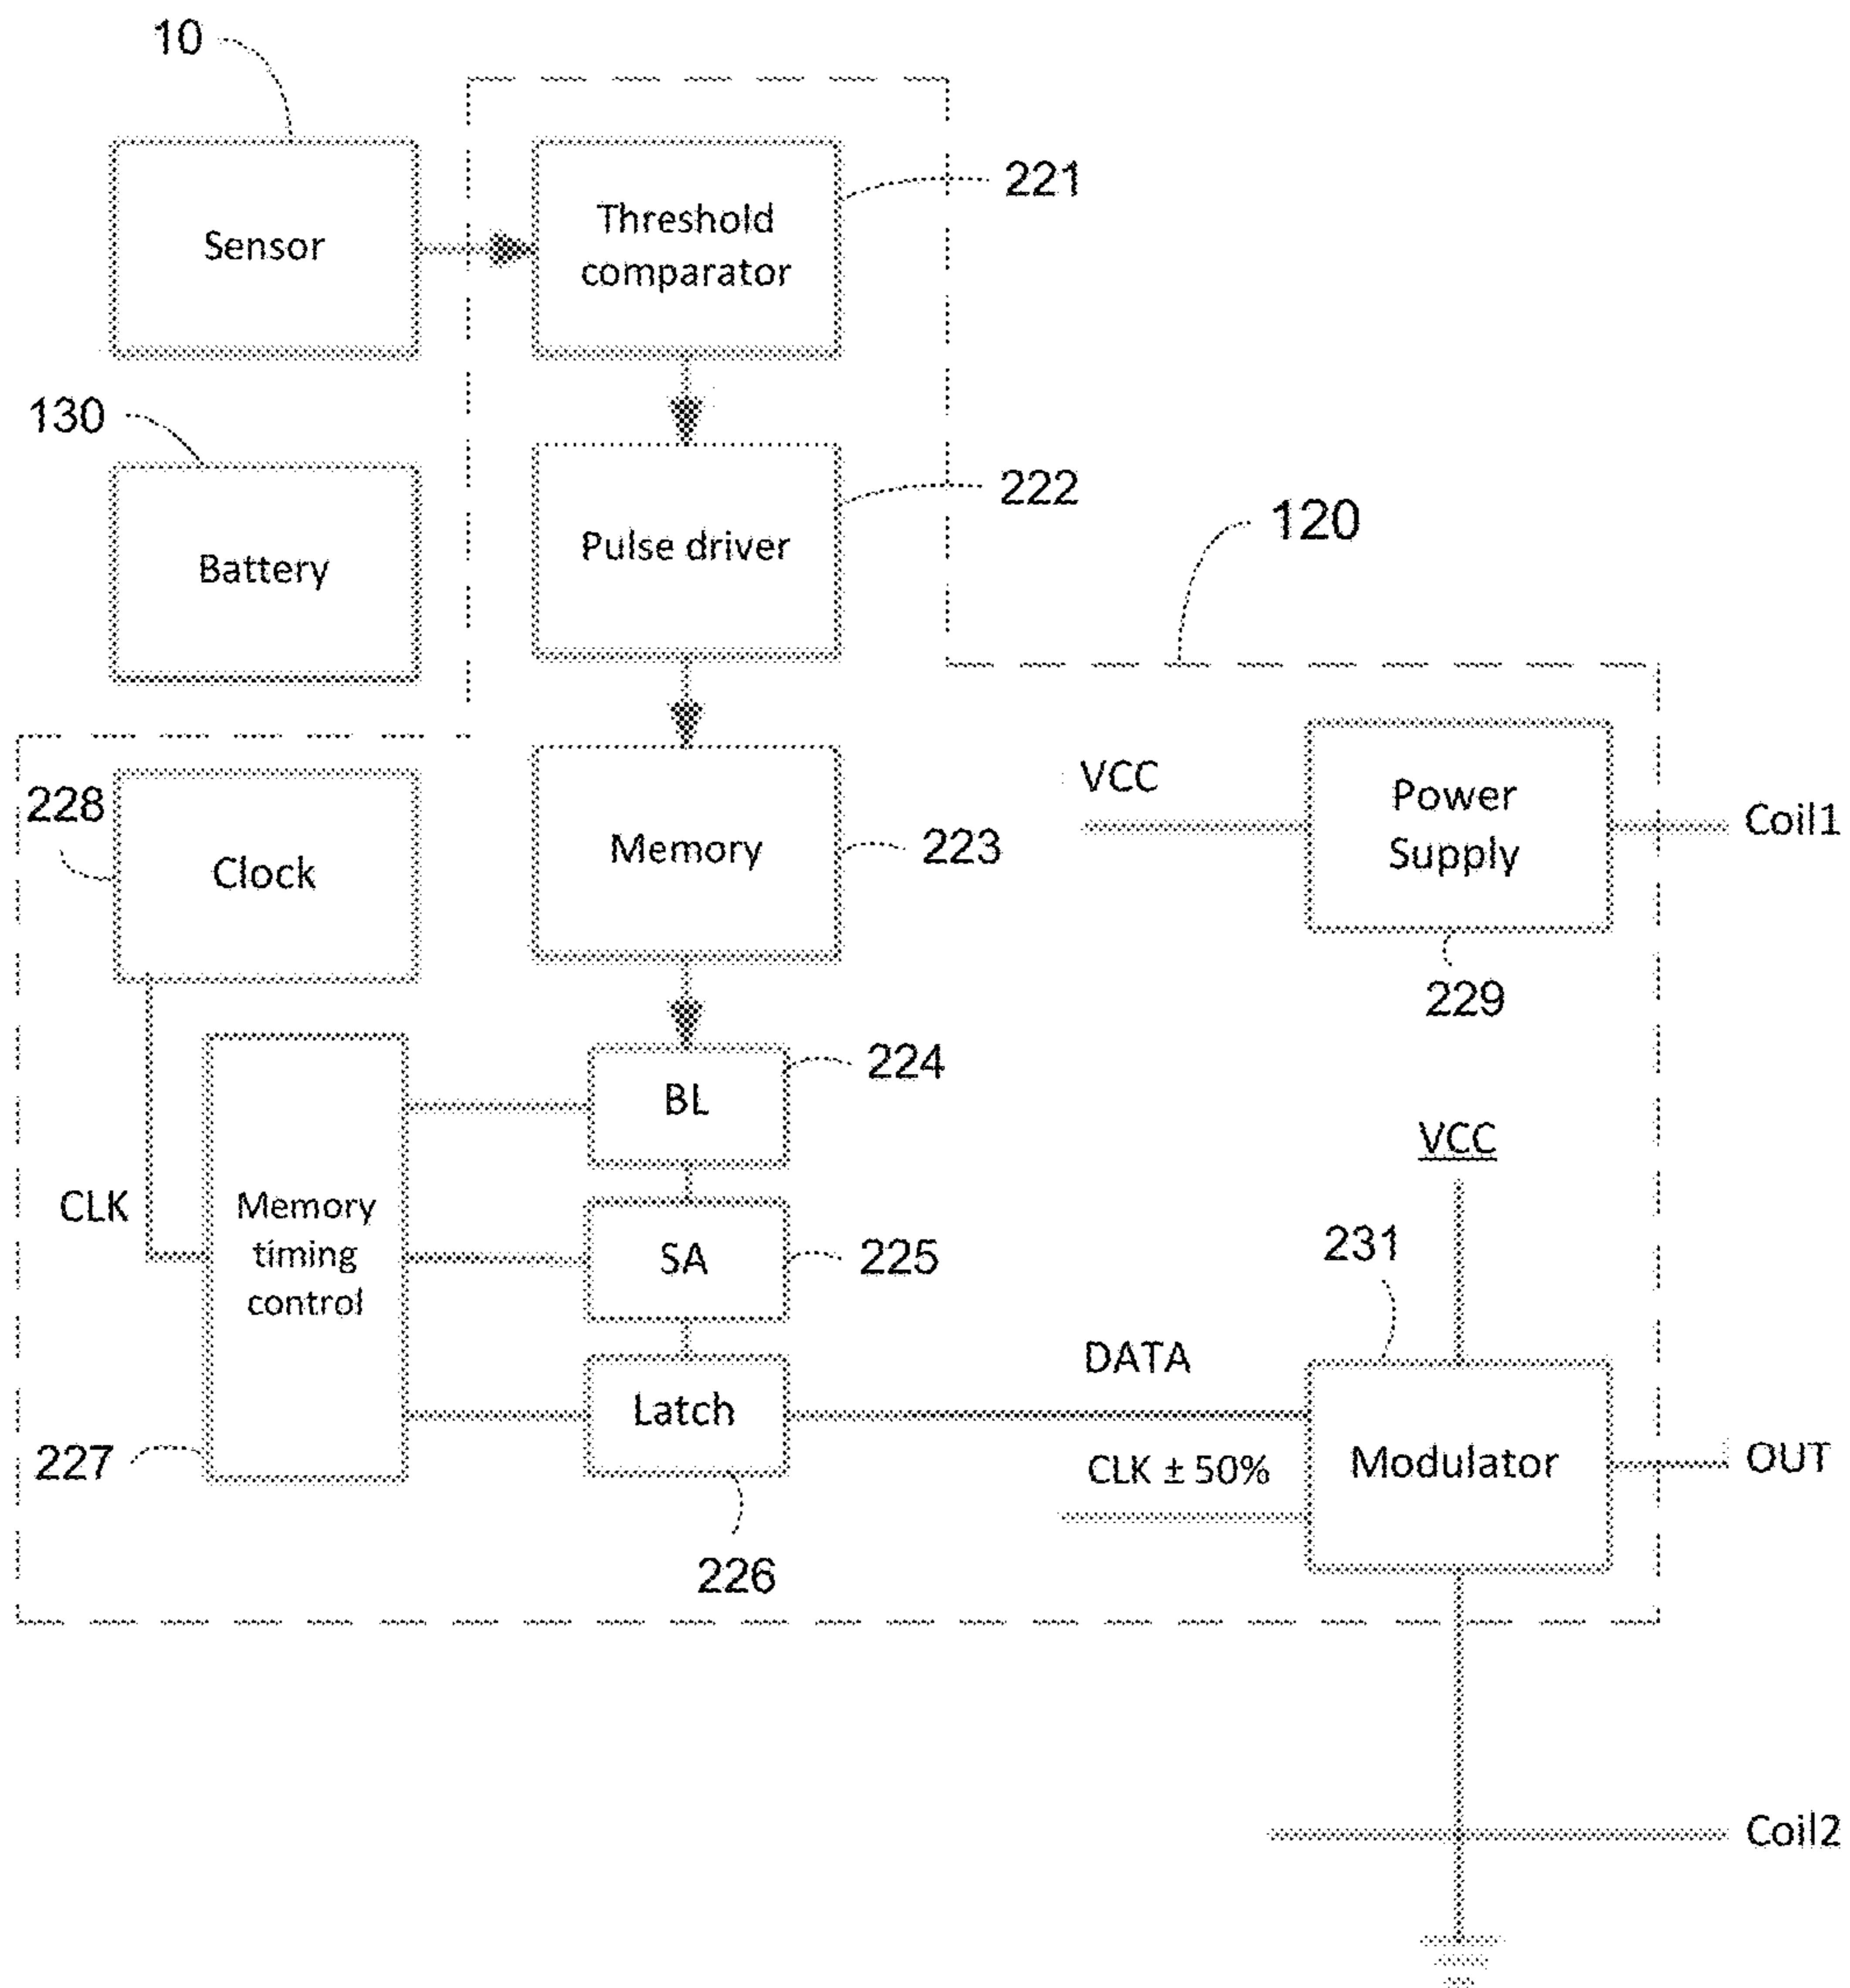 10
Sensor
Threshold
comparator
221
130
Battery
Pulse driver
222
120
228
Clock
Memory
223
VCC
Power
Supply
Coil1
229
BL
224
CLK
Memory
timing
control
SA
225
VCC
231
227
Latch
226
DATA
CLK ± 50%
Modulator
OUT
Coil2